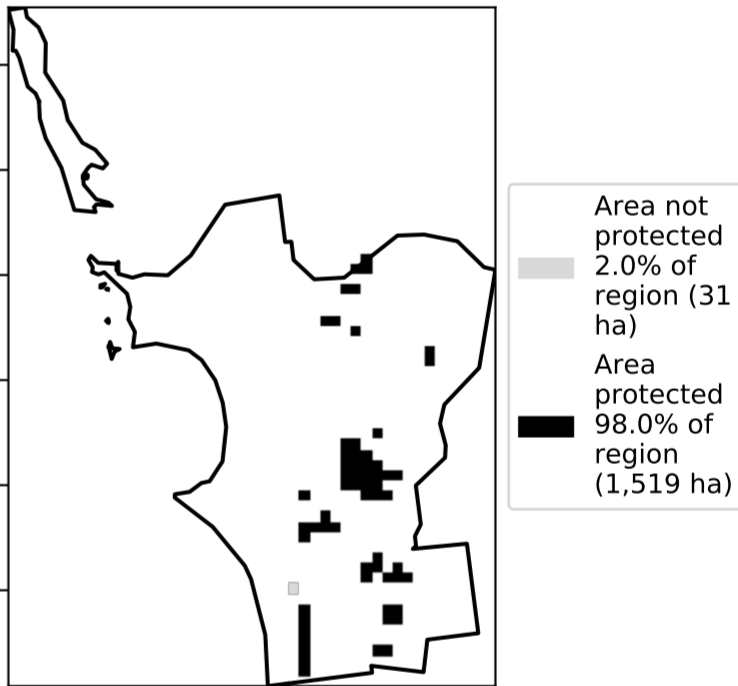 Area not
protected
2.0% of
region (31
ha)
Area
protected
98.0% of
region
(1,519 ha)